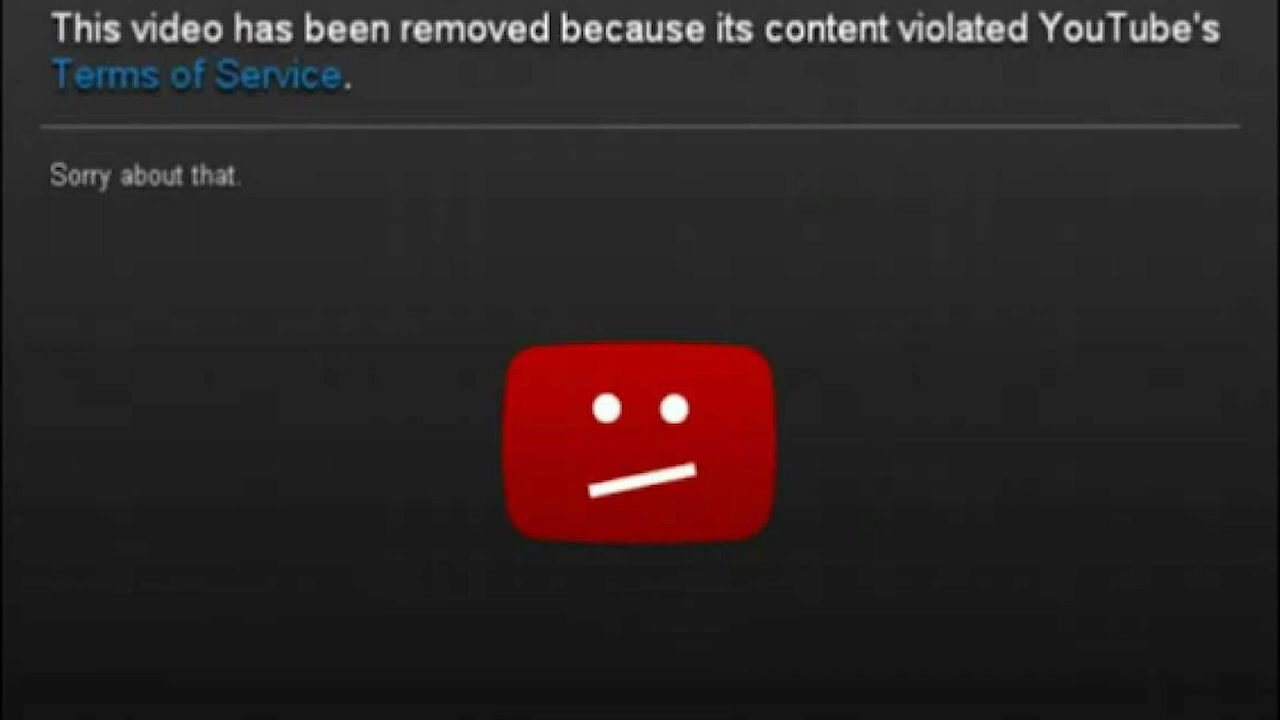 This video has been removed because its content violated YouTube's
Terms of Service.
Sorry about that.